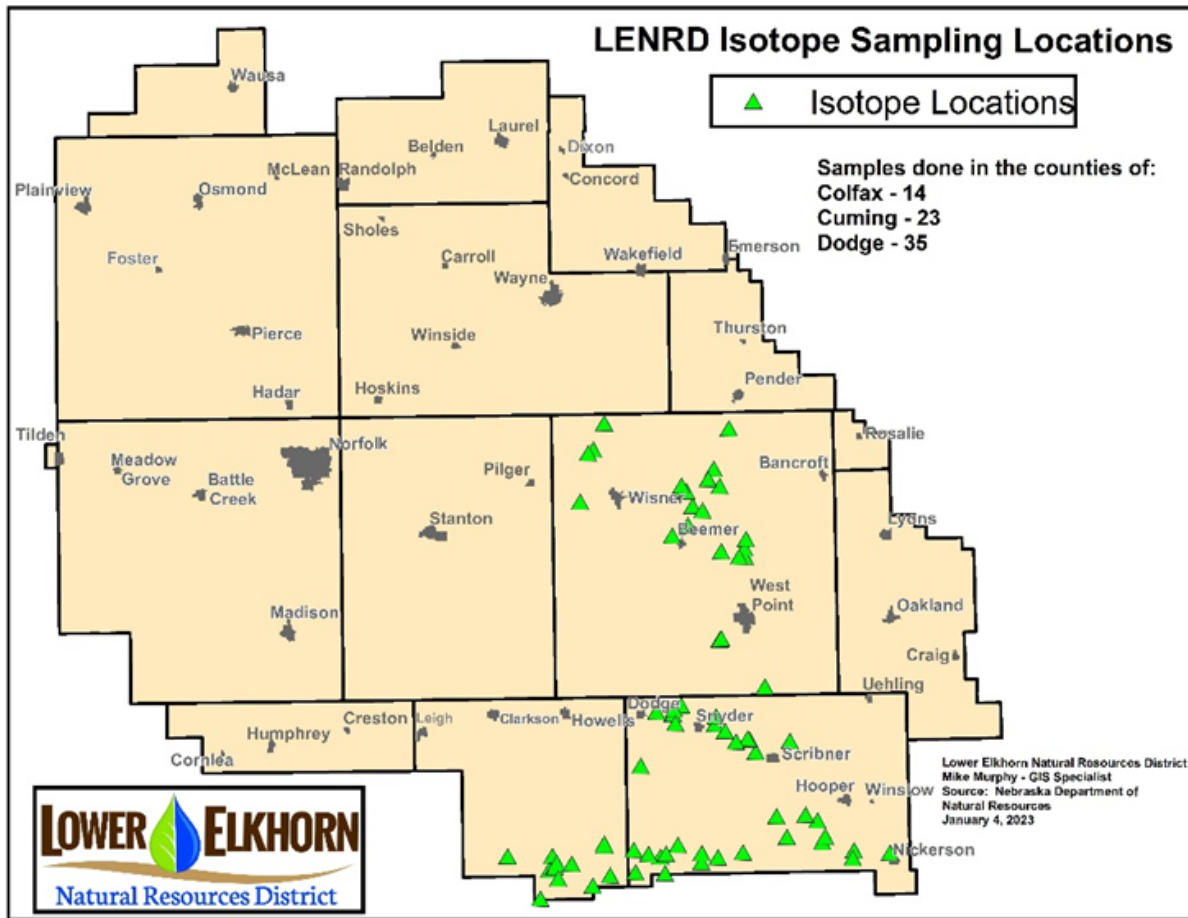 LENRD Isotope Sampling Locations
Isotope Locations
Samples done in the counties of:
Colfax - 14
Cuming - 23
Dodge - 35
Wausa
Laurel
Belden
Dixon
McLean Randolph
Concord
Plainview
Osmond
Sholes
Emerson
Foster
Carroll
Wakefield
Wayne
Pierce
Winside
Thurston
Pender
Hadar
Hoskins
Tilden
Norfolk
Rosalie
Meadow
Grove
Battle
Creek
Pilger
Bancroft
Wisner
Stanton
Lyons
Beemer
West
Point
Madison
Oakland
Craig
Uehling
Creston
Leigh
Clarkson
Howells
Dodge
Snyder
Humphrey
Cornlea
Scribner
Hooper
Winslow
Nickerson
Lower Elkhorn Natural Resources District
Mike Murphy - GIS Specialist
Source: Nebraska Department of
Natural Resources
January 4, 2023
LOWER ELKHORN
Natural Resources District